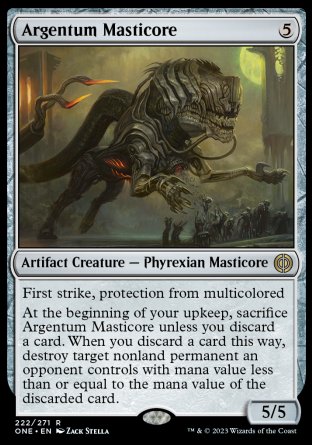 Argentum Masticore 5
Artifact Creature — Phyrexian Masticore
First strike, protection from multicolored
At the beginning of your upkeep, sacrifice
Argentum Masticore unless you discard
a card. When you discard a card this way,
destroy target nonland permanent an
opponent controls with mana value less
than or equal to the mana value of the
discarded card.
5/5
222/271 R
ONE • EN Zack Stella
™ & © 2023 Wizards of the Coast